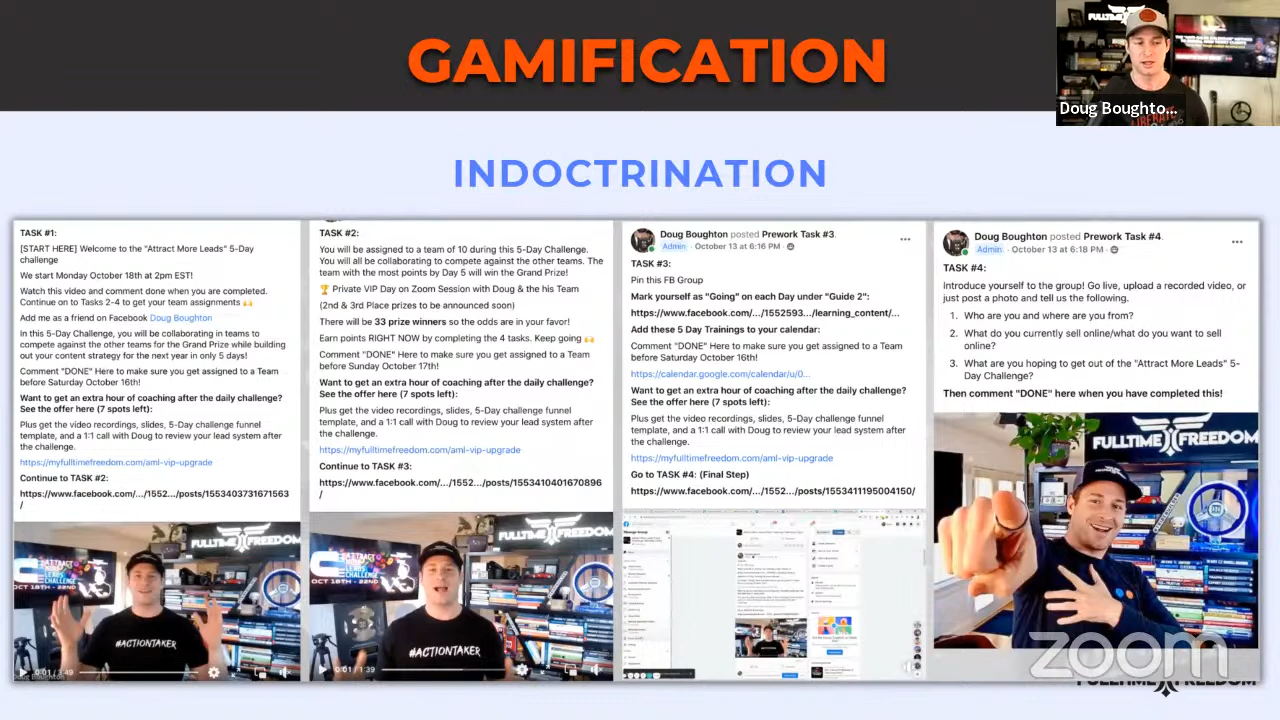 GAMIFICATION
Doug Boughto...
INDOCTRINATION
TASK #1:
[START HERE] Welcome to the "Attract More Leads" 5-Day
challenge
We start Monday October 18th at 2pm EST!
Watch this video and comment done when you are completed.
Continue on to Tasks 2-4 to get your team assignments 🙌
Add me as a friend on Facebook Doug Boughton
In this 5-Day Challenge, you will be collaborating in teams to
compete against the other teams for the Grand Prize while building
out your content strategy for the next year in only 5 days!
Comment "DONE" Here to make sure you get assigned to a Team
before Saturday October 16th!
Want to get an extra hour of coaching after the daily challenge?
See the offer here (7 spots left):
Plus get the video recordings, slides, 5-Day challenge funnel
template, and a 1:1 call with Doug to review your lead system after
the challenge.
https://myfulltimefreedom.com/aml-vip-upgrade
Continue to TASK #2:
https://www.facebook.com/.../1552.../posts/1553403731671563
/
FULLTIME FREEDOM
#ACTIONTAKER
TASK #2:
You will be assigned to a team of 10 during this 5-Day Challenge.
You will all be collaborating to compete against the other teams. The
team with the most points by Day 5 will win the Grand Prize!
🏆 Private VIP Day on Zoom Session with Doug & the his Team
(2nd & 3rd Place prizes to be announced soon)
There will be 33 prize winners so the odds are in your favor!
Earn points RIGHT NOW by completing the 4 tasks. Keep going 🙌
Comment "DONE" Here to make sure you get assigned to a Team
before Sunday October 17th!
Want to get an extra hour of coaching after the daily challenge?
See the offer here (7 spots left):
Plus get the video recordings, slides, 5-Day challenge funnel
template, and a 1:1 call with Doug to review your lead system after
the challenge.
https://myfulltimefreedom.com/aml-vip-upgrade
Continue to TASK #3:
https://www.facebook.com/.../1552.../posts/1553410401670896
/
OCT 18TH - 22ND
#ACTIONTAKER
0:01 / 1:39
Doug Boughton posted Prework Task #3.
Admin · October 13 at 6:16 PM ·
TASK #3:
Pin this FB Group
Mark yourself as "Going" on each Day under "Guide 2":
https://www.facebook.com/.../1552593.../learning_content/...
Add these 5 Day Trainings to your calendar:
Comment "DONE" Here to make sure you get assigned to a Team
before Saturday October 16th!
https://calendar.google.com/calendar/u/0...
Want to get an extra hour of coaching after the daily challenge?
See the offer here (7 spots left):
Plus get the video recordings, slides, 5-Day challenge funnel
template, and a 1:1 call with Doug to review your lead system after
the challenge.
https://myfulltimefreedom.com/aml-vip-upgrade
Go to TASK #4: (Final Step)
https://www.facebook.com/.../1552.../posts/1553411195004150/
Doug Boughton posted Prework Task #4.
Admin · October 13 at 6:18 PM ·
TASK #4:
Introduce yourself to the group! Go live, upload a recorded video, or
just post a photo and tell us the following.
1. Who are you and where are you from?
2. What do you currently sell online/what do you want to sell
online?
3. What are you hoping to get out of the "Attract More Leads" 5-
Day Challenge?
Then comment "DONE" here when you have completed this!
FULLTIME FREEDOM
zoom
FULLTIME FREEDOM